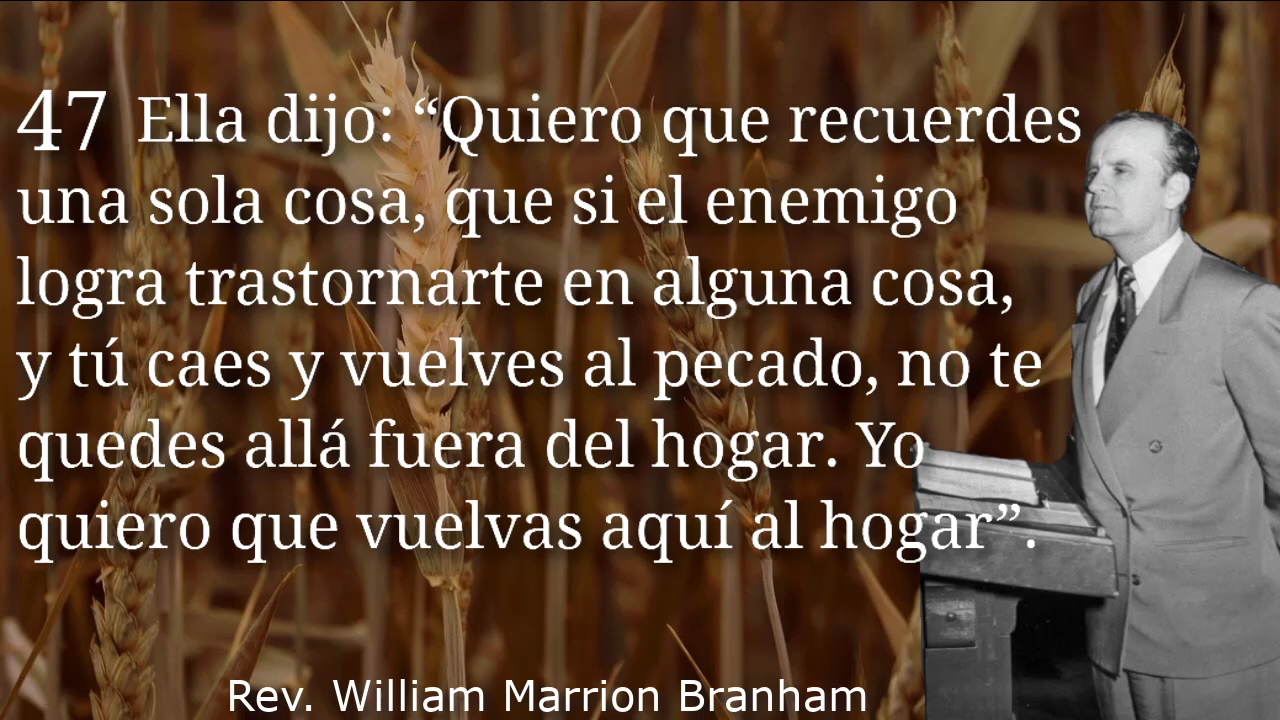 47 Ella dijo: “Quiero que recuerdes
una sola cosa, que si el enemigo
logra trastornarte en alguna cosa,
y tú caes y vuelves al pecado, no te
quedes allá fuera del hogar. Yo
quiero que vuelvas aquí al hogar”.
Rev. William Marrion Branham